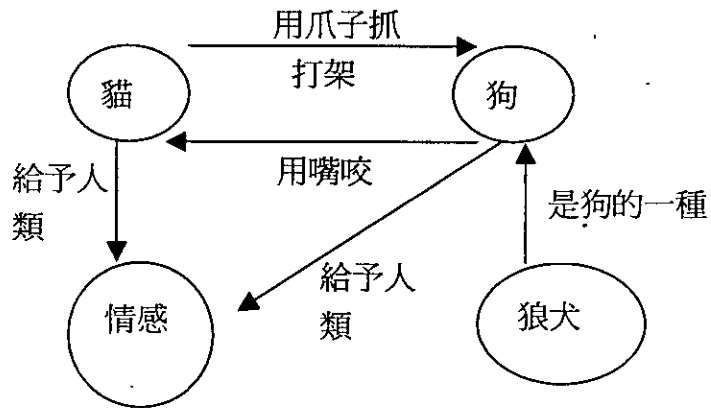 用爪子抓
貓
打架
狗
給予人
類
用嘴咬
是狗的一種
給予人
類
情感
狼犬